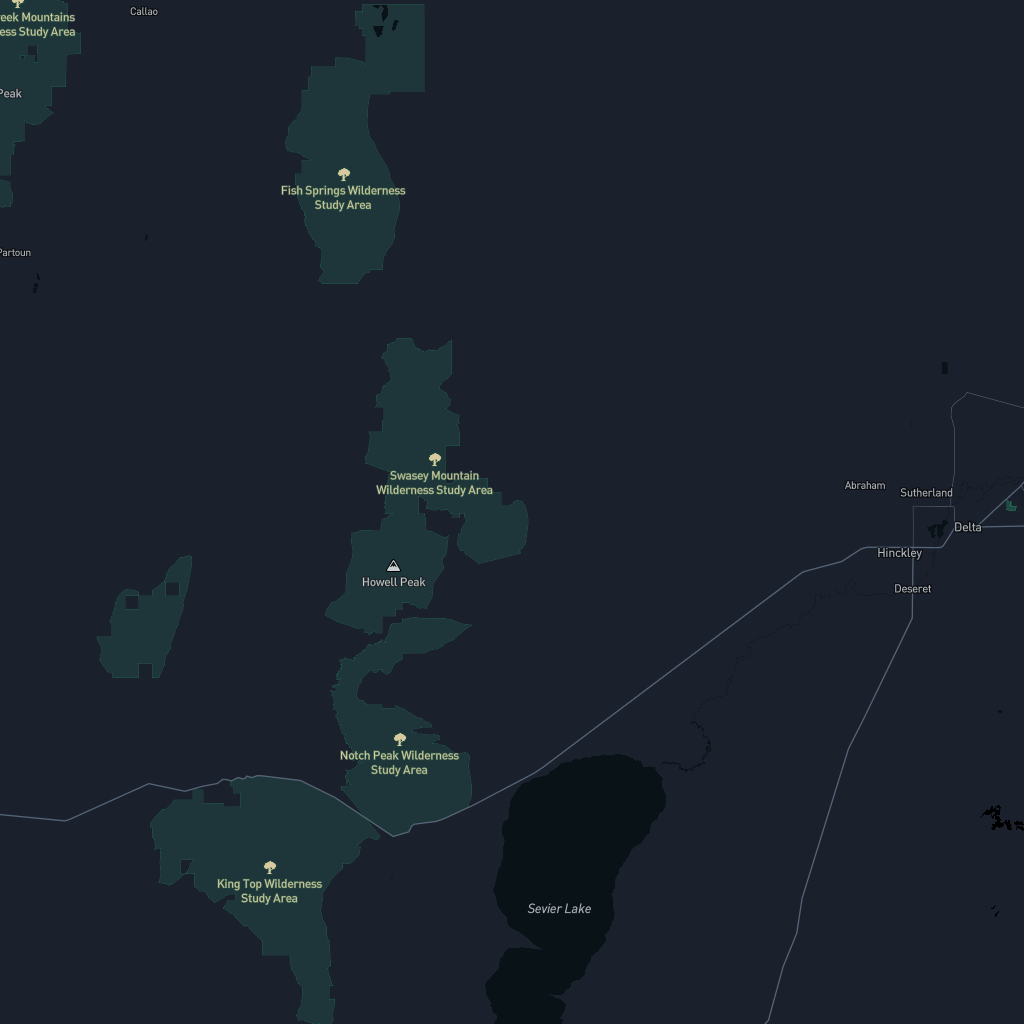 Callao
reek Mountains
ess Study Area
Peak
Fish Springs Wilderness
Study Area
Partoun
Swasey Mountain
Wilderness Study Area
Abraham
Sutherland
Delta
Hinckley
Howell Peak
Deseret
Notch Peak Wilderness
Study Area
King Top Wilderness
Study Area
Sevier Lake